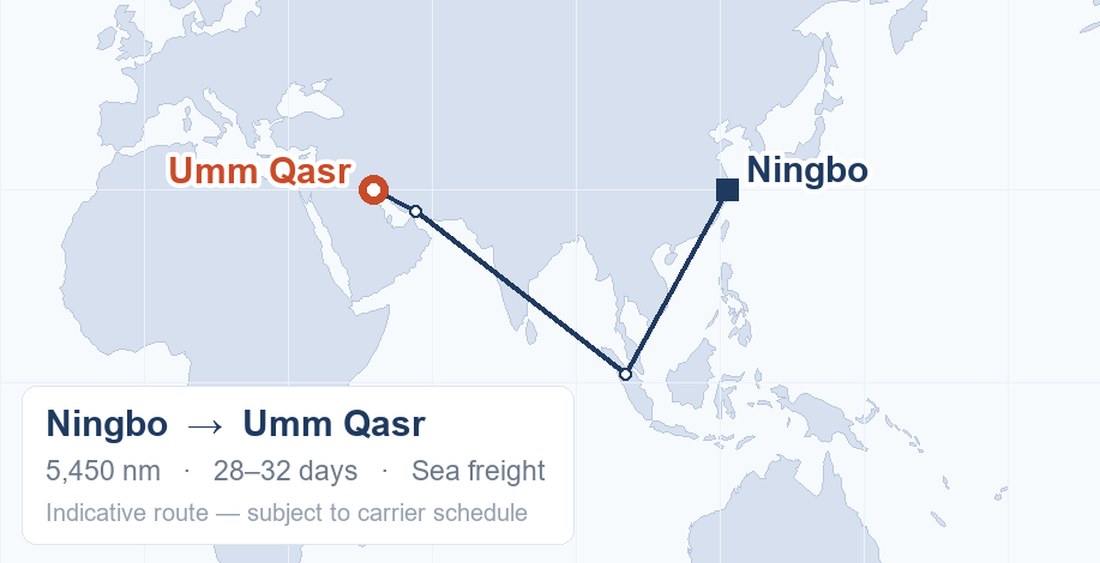 Umm Qasr
Ningbo
Ningbo → Umm Qasr
5,450 nm · 28–32 days · Sea freight
Indicative route — subject to carrier schedule